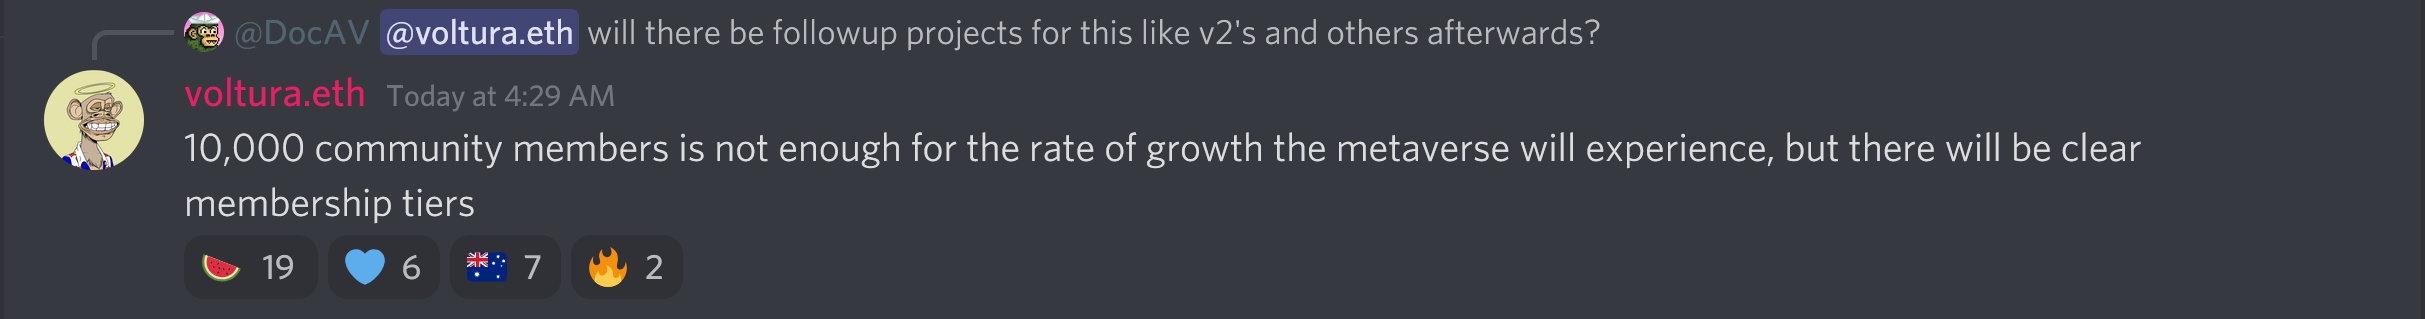 @DocAV @voltura.eth will there be followup projects for this like v2's and others afterwards?
voltura.eth Today at 4:29 AM
10,000 community members is not enough for the rate of growth the metaverse will experience, but there will be clear
membership tiers
19 6 7 2